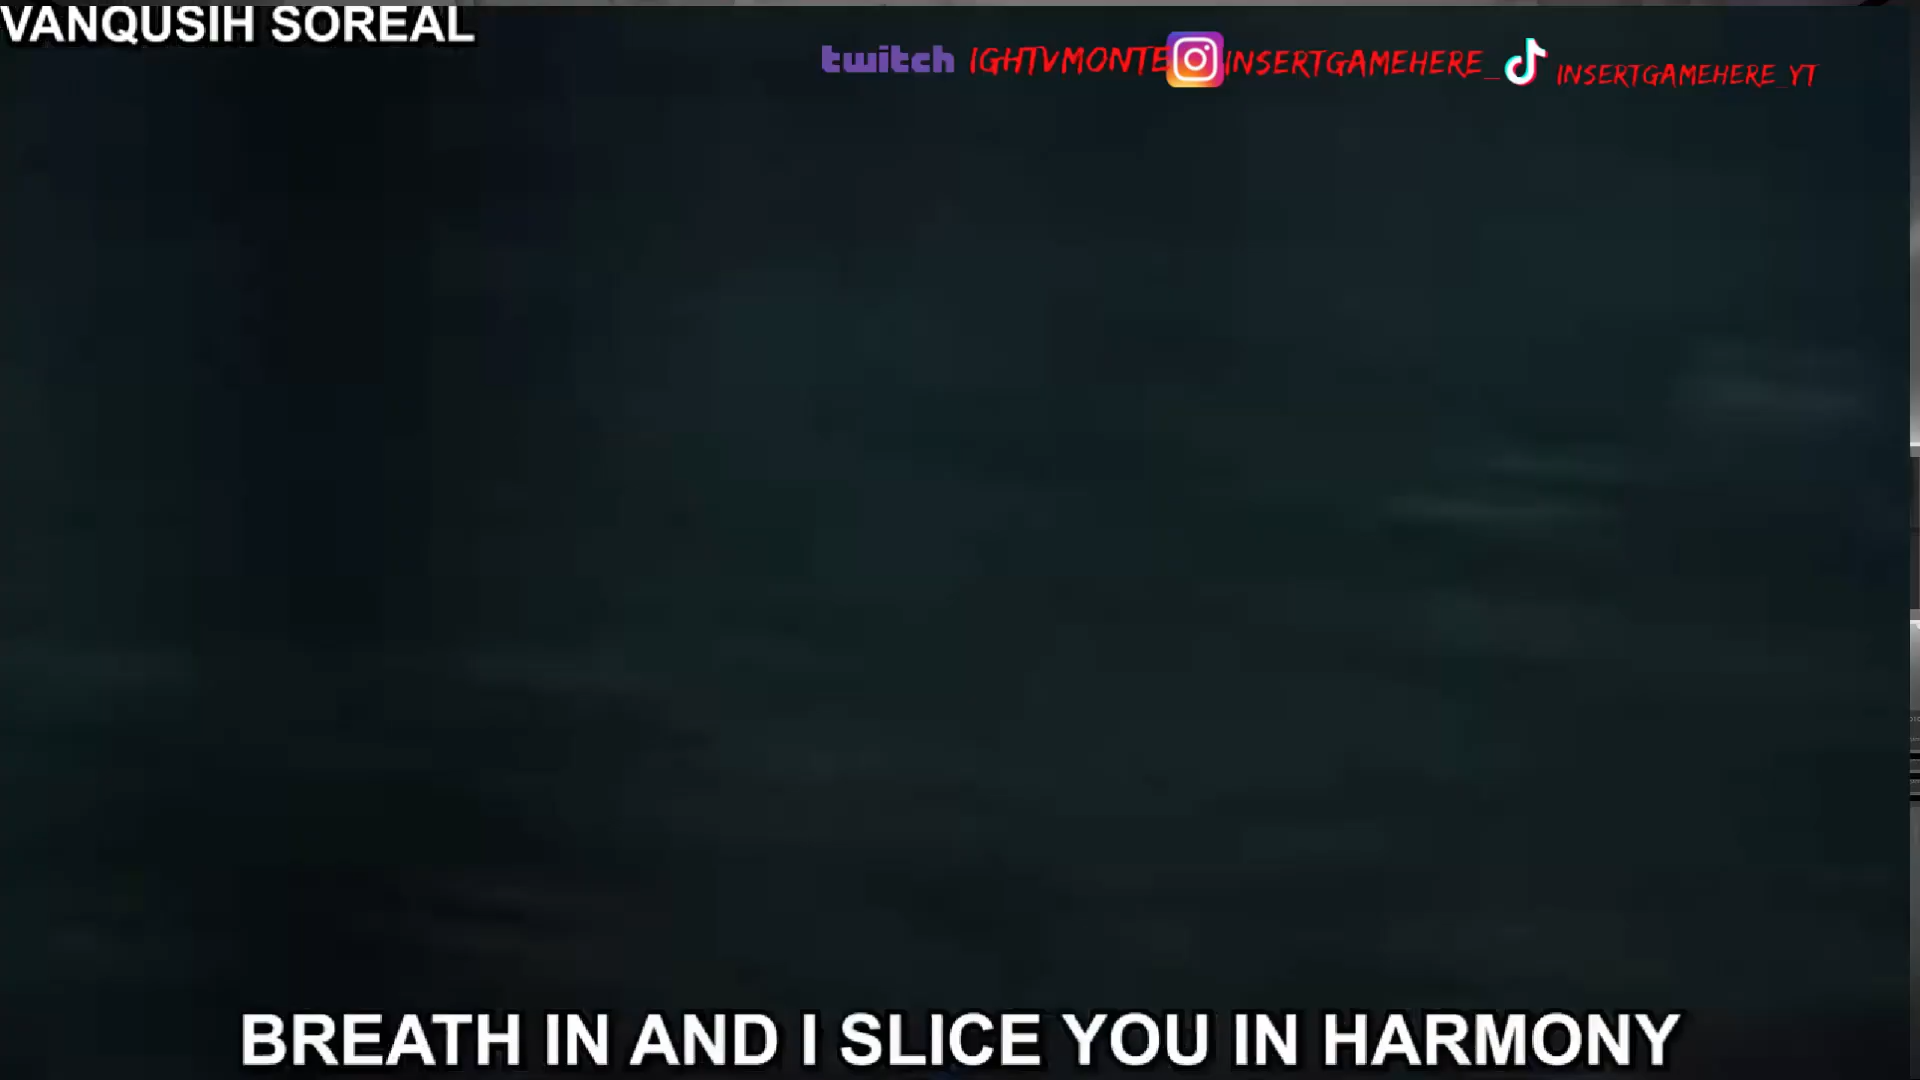 VANQUSIH SOREAL
twitch IGHTVMONTE INSERTGAMEHERE_ INSERTGAMEHERE_YT
BREATH IN AND I SLICE YOU IN HARMONY